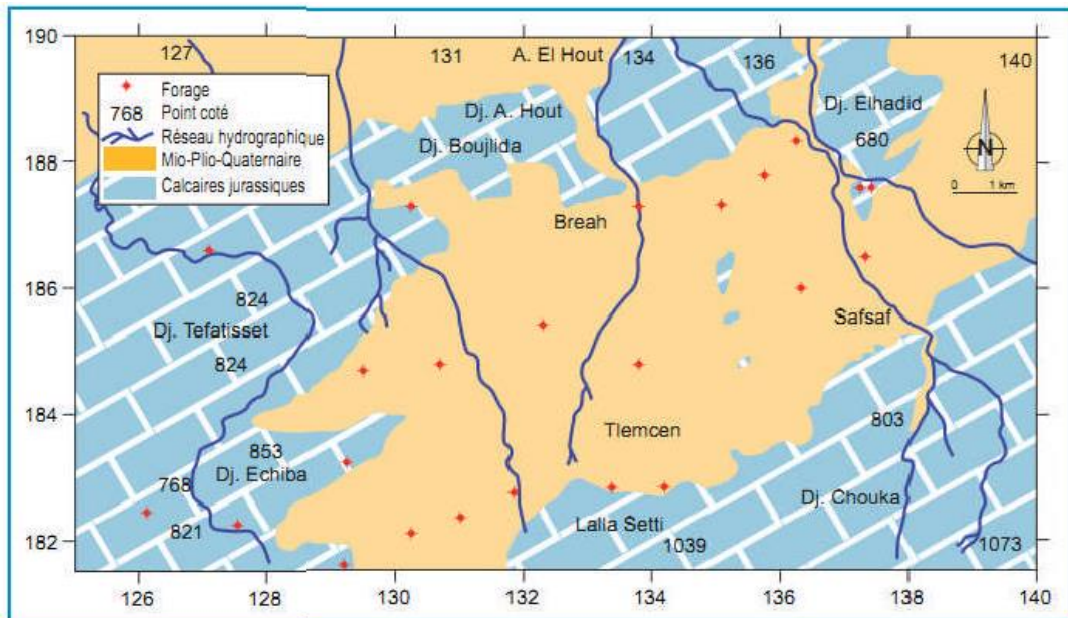 190
188
186
184
182
127
131
A. El Hout
134
136
140
Forage
768 Point coté
Réseau hydrographique
Mio-Plio-Quaternaire
Calcaires jurassiques
Dj. A. Hout
Dj. Boujlida
Dj. Elhadid
680
N
0 1 km
Breah
824
Dj. Tefatisset
824
Safsaf
Tlemcen
803
853
Dj. Echiba
768
821
Lalla Setti
1039
Dj. Chouka
1073
126 128 130 132 134 136 138 140